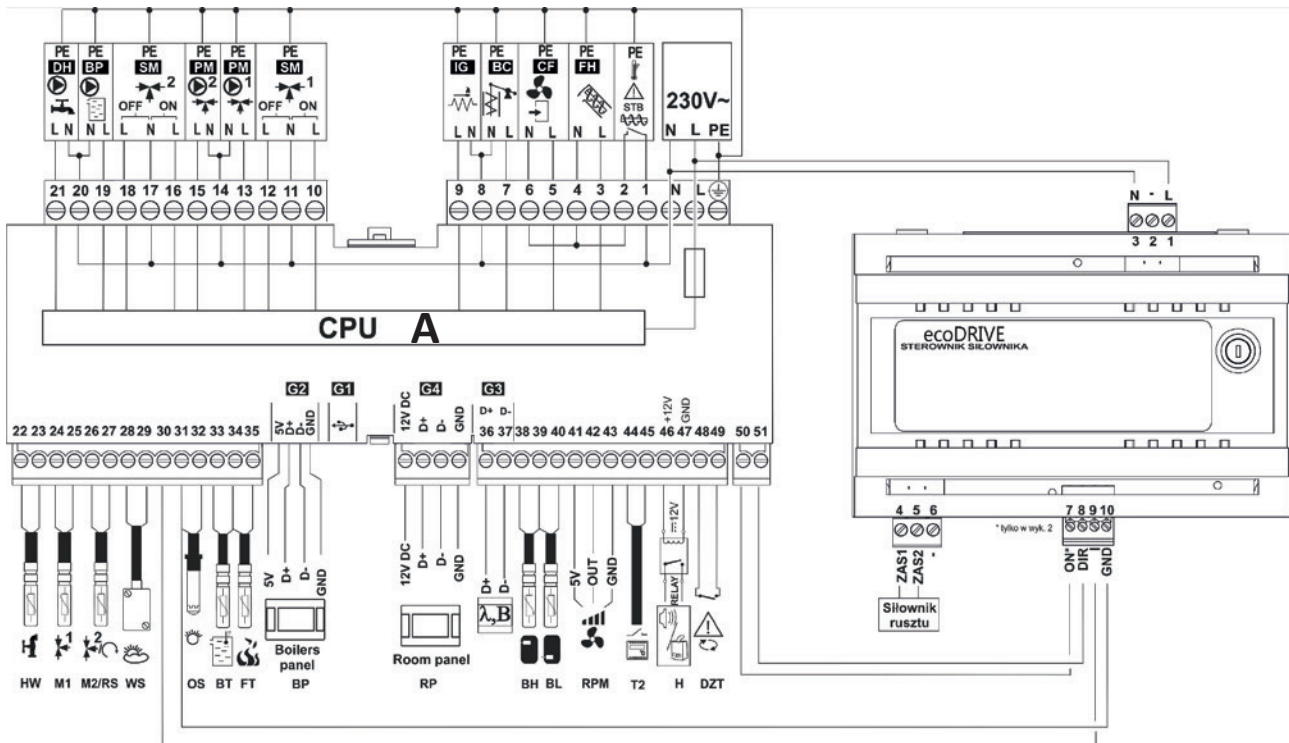 PE PE PE PE PE PE
DH BP SM PM PM SM
2 2 1 1
OFF ON OFF ON
L N N L L N L L N N L L N L
21 20 19 18 17 16 15 14 13 12 11 10
PE PE PE PE PE
IG BC CF FH
STB
230V~
L N N L N L N L N L PE
9 8 7 6 5 4 3 2 1 N L
N - L
3 2 1
CPU A
ecoDRIVE
STEROWNIK SIŁOWNIKA
G2 G1 G4 G3
5V D+ D- GND 12V DC D+ D- GND D+ D- +12V GND
22 23 24 25 26 27 28 29 30 31 32 33 34 35 36 37 38 39 40 41 42 43 44 45 46 47 48 49 50 51
4 5 6
ZAS1 ZAS2 -
Siłownik
rusztu
* tylko w wyk. 2
7 8 9 10
ON* DIR I GND
5V D+ D- GND
12V DC D+ D- GND
D+ D-
λ,B
5V OUT GND
12V
RELAY
1 2
Boilers
panel
Room panel
HW M1 M2/RS WS OS BT FT BP RP BH BL RPM T2 H DZT